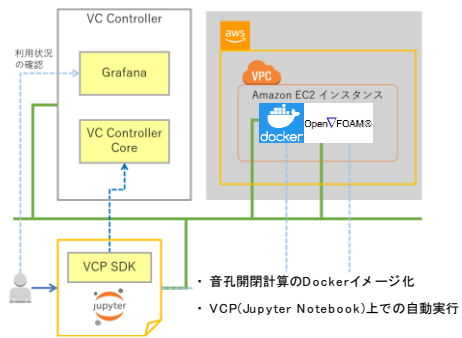 VC Controller
利用状況
の確認
Grafana
VC Controller
Core
aws
VPC
Amazon EC2 インスタンス
docker
OpenFOAM®
VCP SDK
jupyter
・ 音孔開閉計算のDockerイメージ化
・ VCP(Jupyter Notebook)上での自動実行